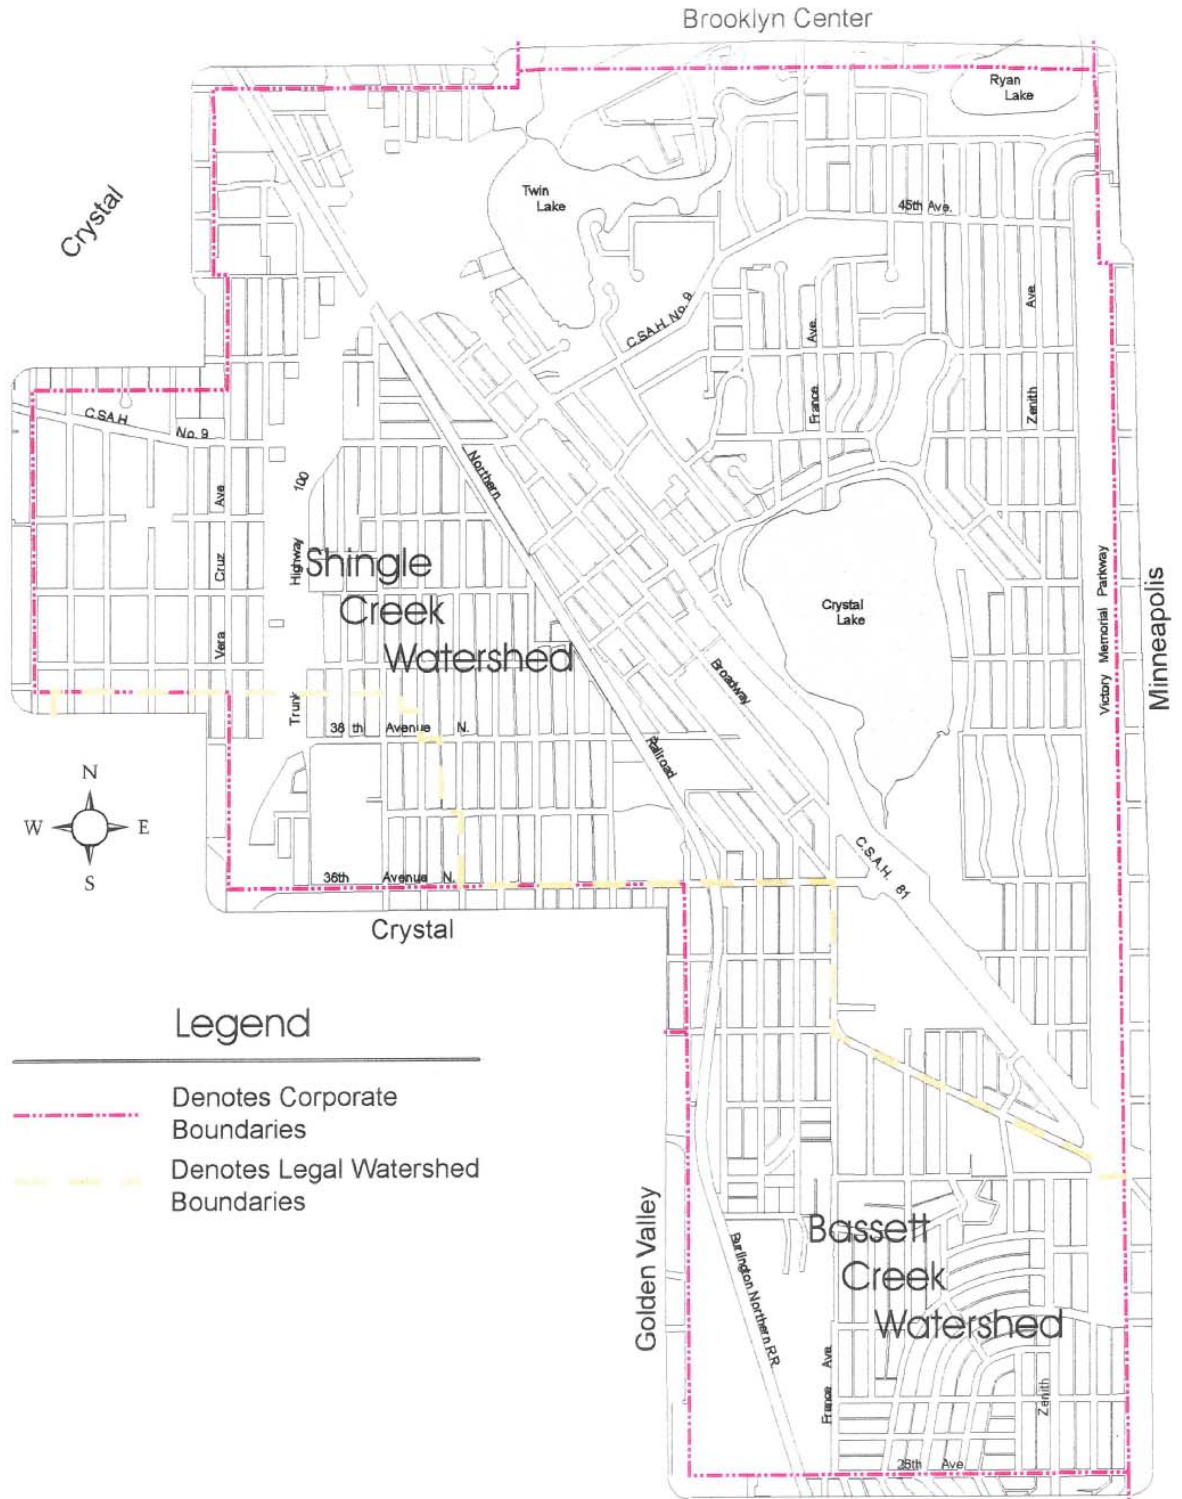 Brooklyn Center
Ryan
Lake
Twin
Lake
45th Ave.
Crystal
C.S.A.H. No. 9
Ave.
France
Ave
Zenith
C.S.A.H.
No. 9
Northern
100
Highway
Trunk
Ave
Cruz
Vera
Shingle
Creek
Watershed
Crystal
Lake
Victory Memorial Parkway
Minneapolis
Broadway
Railroad
38 th Avenue N.
N
W
E
S
C.S.A.H. 81
36th Avenue N.
Crystal
Legend
Denotes Corporate
Boundaries
Denotes Legal Watershed
Boundaries
Golden Valley
Burlington Northern R.R.
Bassett
Creek
Watershed
France Ave
Zenith
26th Ave